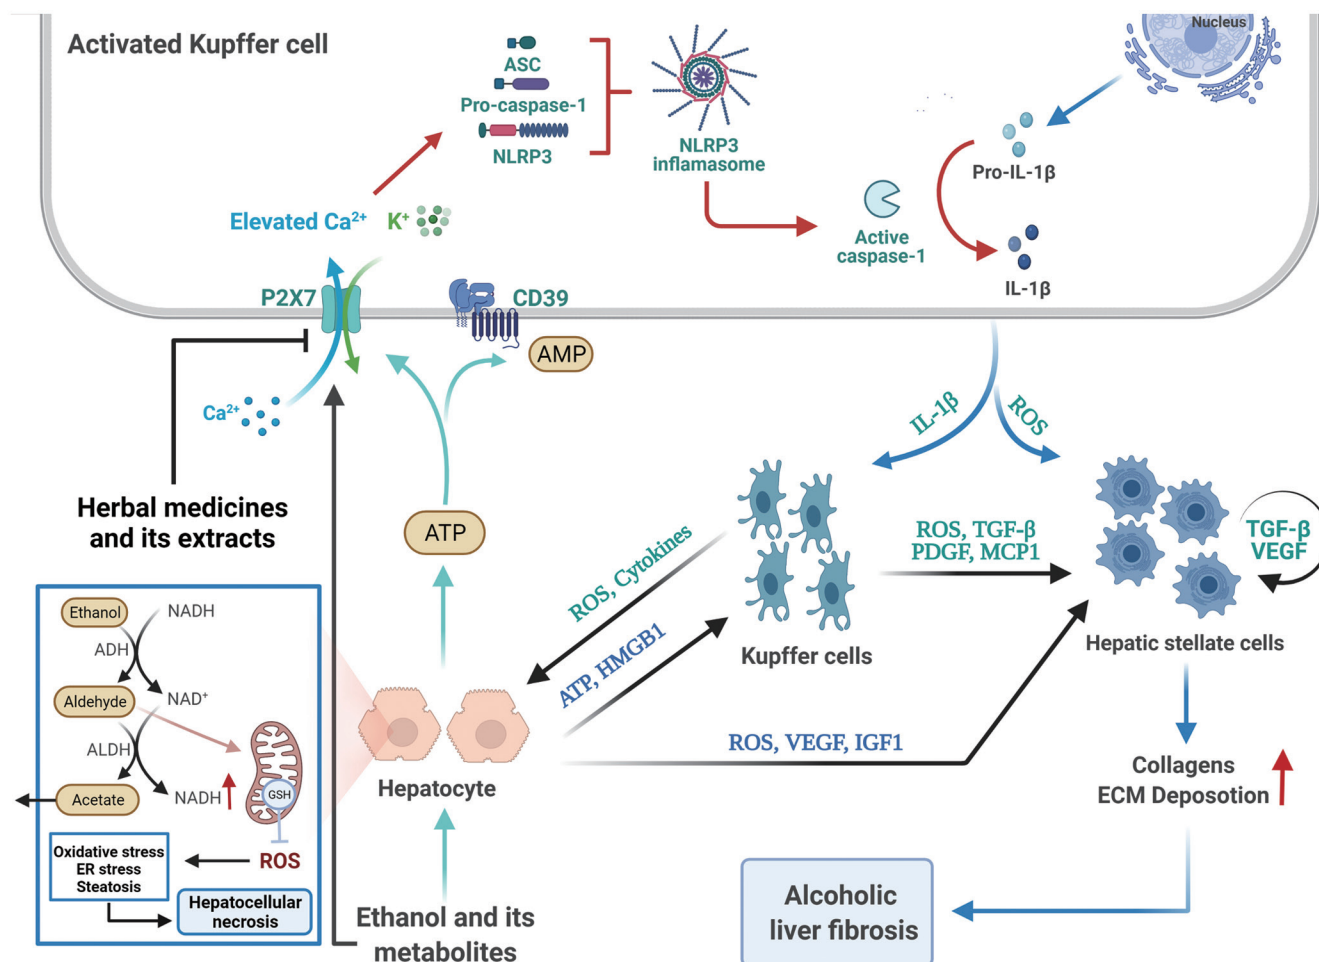 Activated Kupffer cell
Nucleus
ASC
Pro-caspase-1
NLRP3
NLRP3
inflamasome
Pro-IL-1β
Elevated Ca²⁺
K⁺
Active
caspase-1
IL-1β
P2X7
CD39
AMP
Ca²⁺
IL-1β
ROS
Herbal medicines
and its extracts
ATP
ROS, Cytokines
ROS, TGF-β
PDGF, MCP1
TGF-β
VEGF
Ethanol
NADH
ADH
Aldehyde
NAD⁺
ALDH
Acetate
NADH
GSH
ROS
Oxidative stress
ER stress
Steatosis
Hepatocellular
necrosis
ATP, HMGB1
Kupffer cells
Hepatic stellate cells
ROS, VEGF, IGF1
Hepatocyte
Collagens
ECM Deposotion
Ethanol and its
metabolites
Alcoholic
liver fibrosis